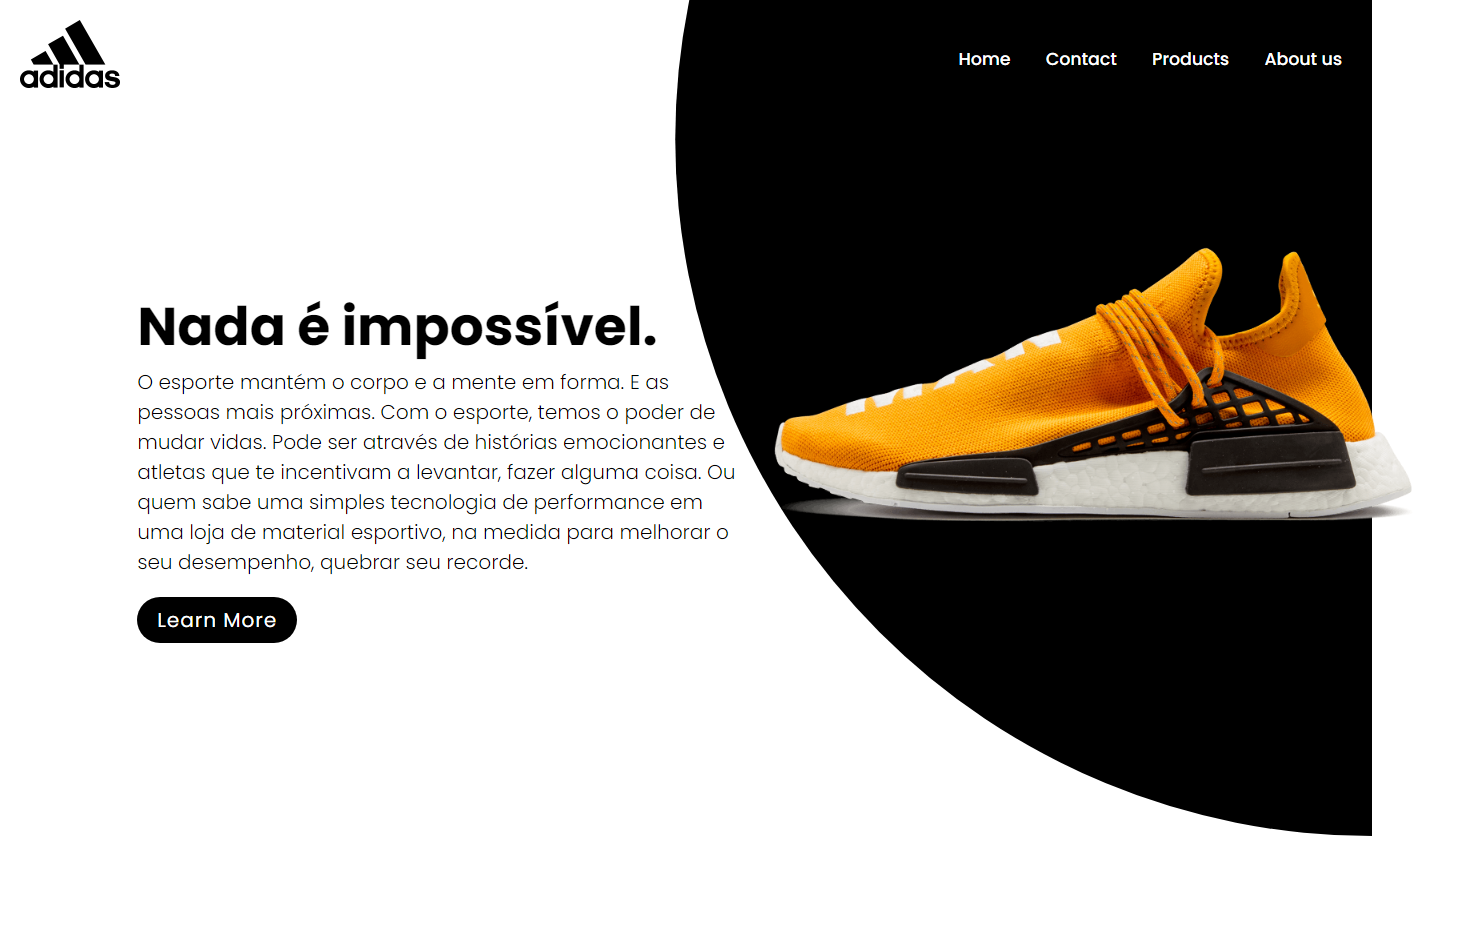 adidas
Home Contact Products About us
Nada é impossível.
O esporte mantém o corpo e a mente em forma. E as
pessoas mais próximas. Com o esporte, temos o poder de
mudar vidas. Pode ser através de histórias emocionantes e
atletas que te incentivam a levantar, fazer alguma coisa. Ou
quem sabe uma simples tecnologia de performance em
uma loja de material esportivo, na medida para melhorar o
seu desempenho, quebrar seu recorde.
Learn More